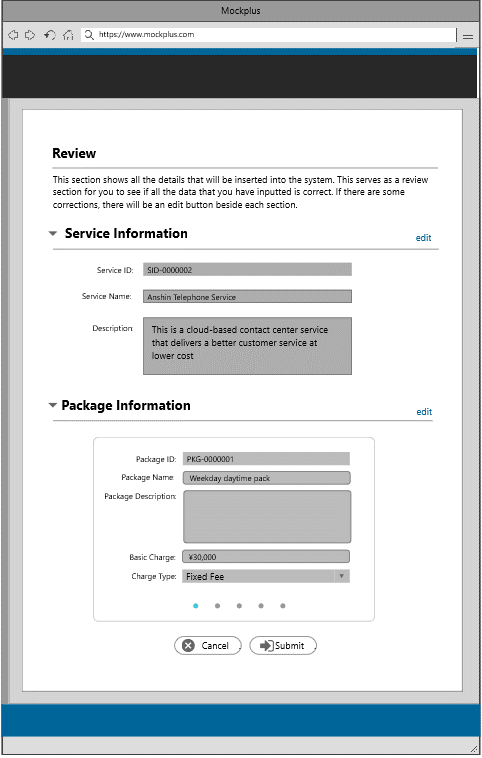 Mockplus
https://www.mockplus.com
Review
This section shows all the details that will be inserted into the system. This serves as a review
section for you to see if all the data that you have inputted is correct. If there are some
corrections, there will be an edit button beside each section.
Service Information
edit
Service ID: SID-0000002
Service Name: Anshin Telephone Service
Description: This is a cloud-based contact center service
that delivers a better customer service at
lower cost
Package Information
edit
Package ID: PKG-0000001
Package Name: Weekday daytime pack
Package Description:
Basic Charge: ¥30,000
Charge Type: Fixed Fee
Cancel Submit